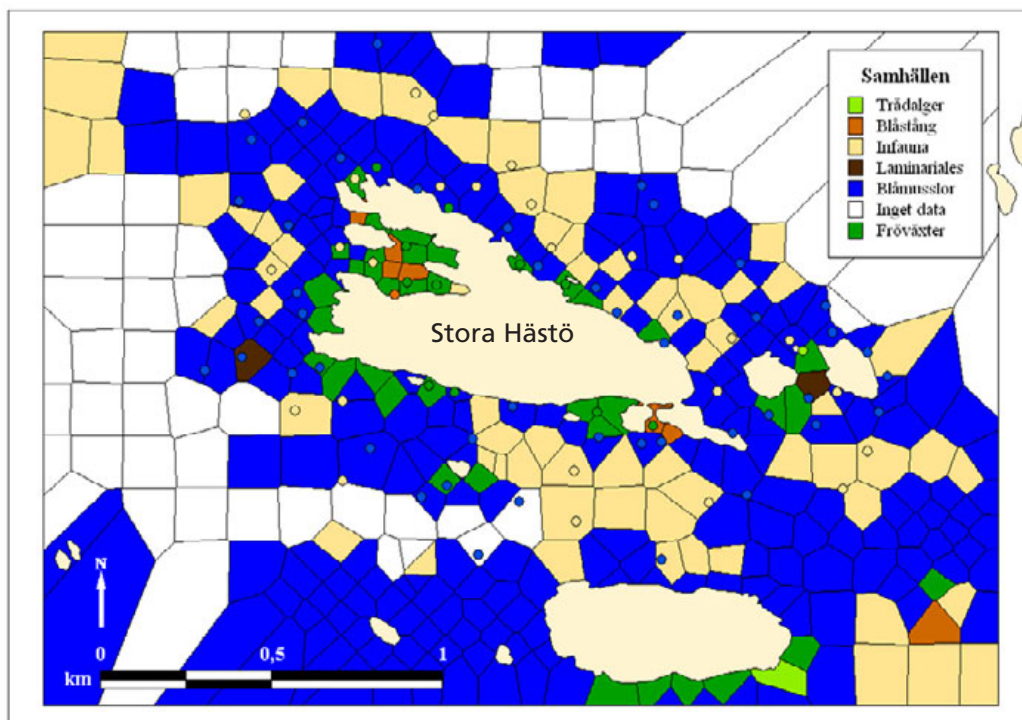 Samhällen
Trådalger
Blåstång
Infauna
Laminariales
Blåmusslor
Inget data
Fröväxter
Stora Hästö
N
0
0,5
1
km